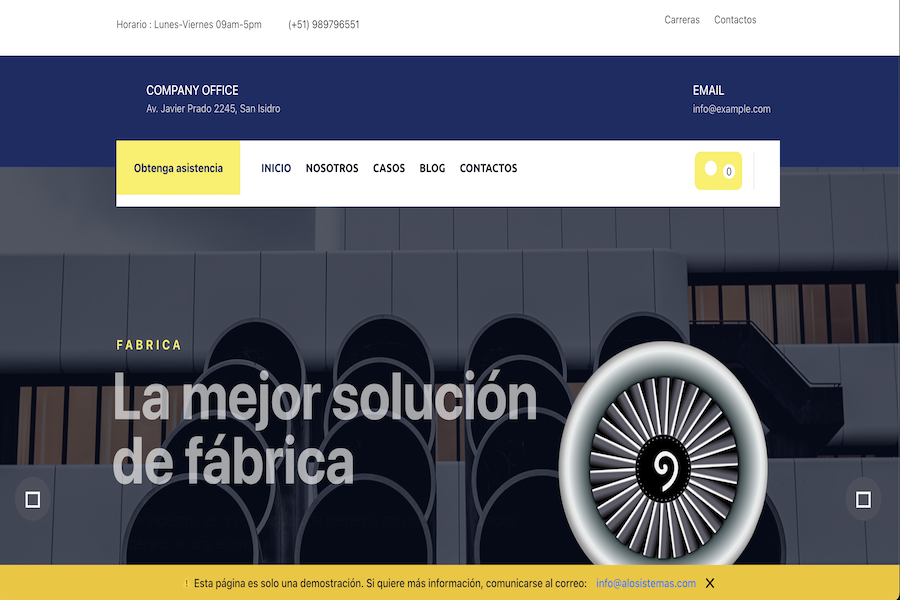 Horario : Lunes-Viernes 09am-5pm (+51) 989796551 Carreras Contactos
COMPANY OFFICE
Av. Javier Prado 2245, San Isidro
EMAIL
info@example.com
Obtenga asistencia INICIO NOSOTROS CASOS BLOG CONTACTOS 0
FABRICA
La mejor solución
de fábrica
! Esta página es solo una demostración. Si quiere más información, comunicarse al correo: info@alosistemas.com X